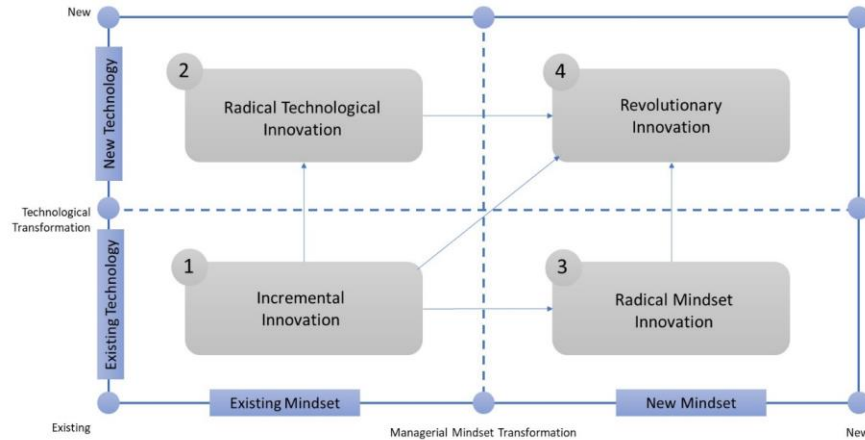 New
New Technology
2
Radical Technological
Innovation
4
Revolutionary
Innovation
Technological
Transformation
Existing Technology
1
Incremental
Innovation
3
Radical Mindset
Innovation
Existing Mindset
New Mindset
Existing
Managerial Mindset Transformation
New